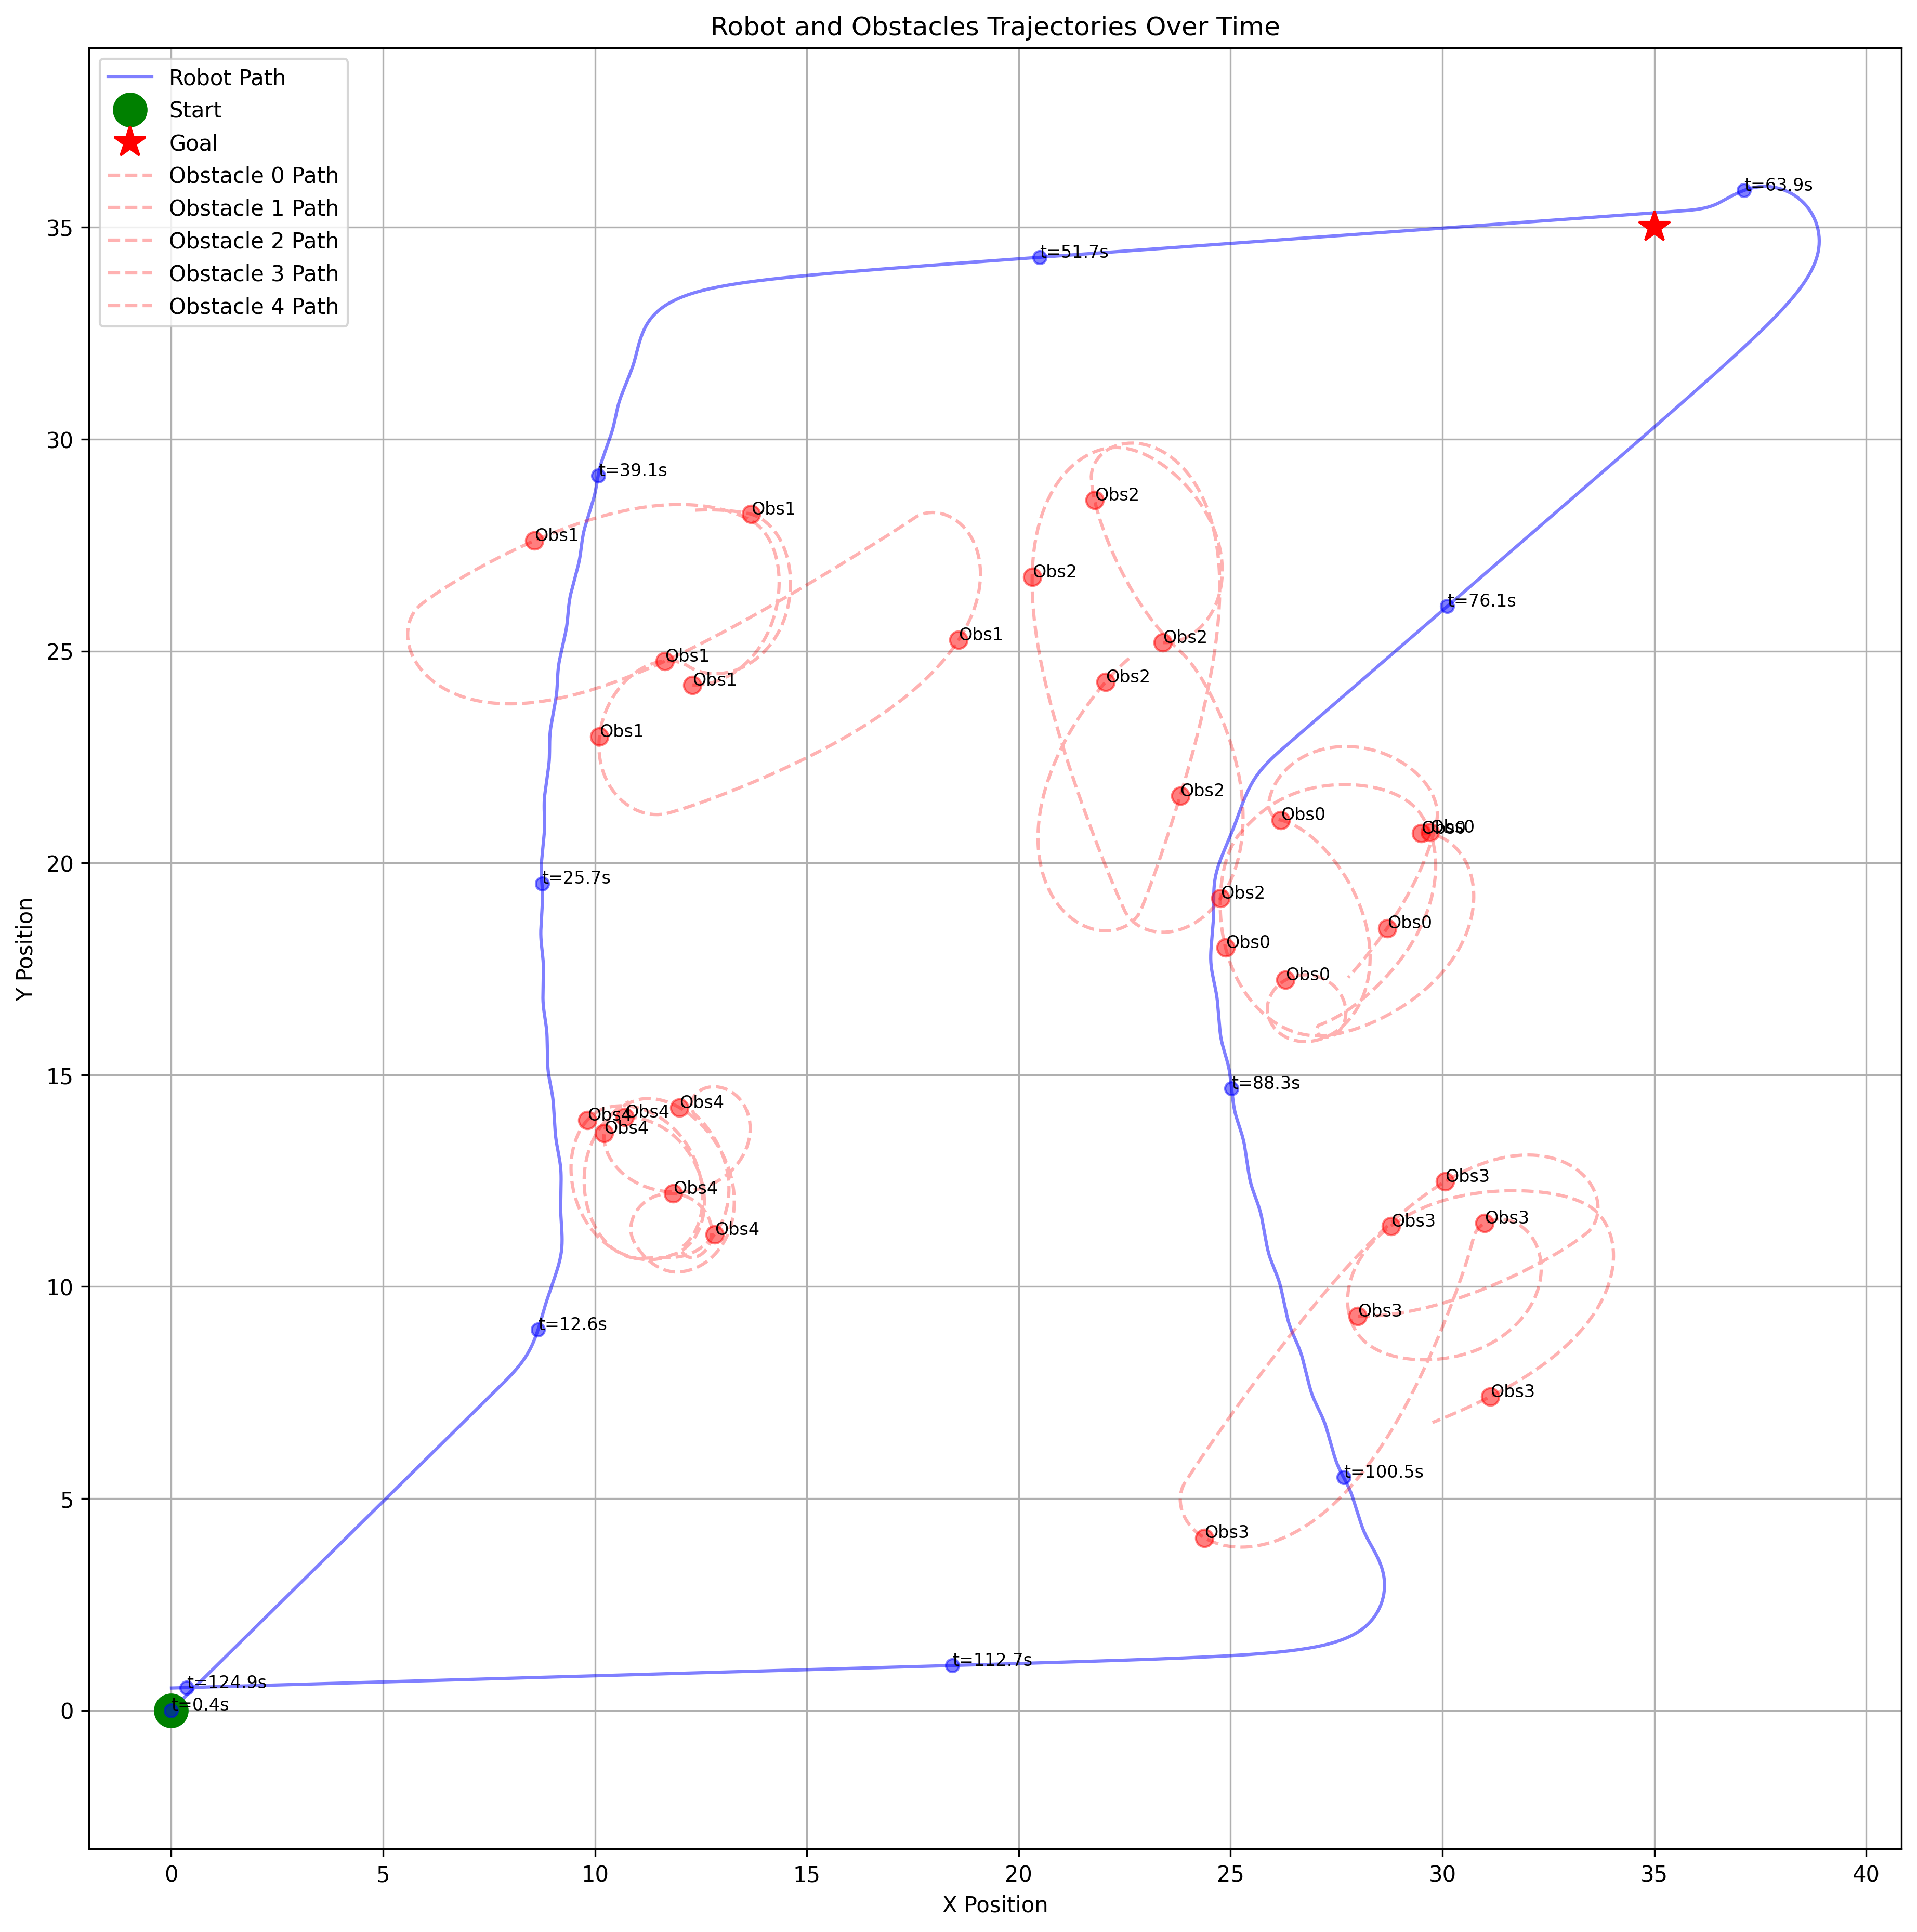 Robot and Obstacles Trajectories Over Time
Robot Path
Start
Goal
Obstacle 0 Path
Obstacle 1 Path
Obstacle 2 Path
Obstacle 3 Path
Obstacle 4 Path
t=63.9s
t=51.7s
t=39.1s
Obs1
Obs1
Obs2
Obs2
t=76.1s
Obs1
Obs2
Obs1
Obs1
Obs2
Obs1
Obs2
Obs0
Obs0
Obs0
t=25.7s
Obs2
Obs0
Obs0
Obs0
t=88.3s
Obs4
Obs4
Obs4
Obs4
Obs4
Obs4
Obs3
Obs3
Obs3
Obs3
t=12.6s
Obs3
t=100.5s
Obs3
t=112.7s
t=124.9s
t=0.4s
35
30
25
20
15
10
5
0
Y Position
0 5 10 15 20 25 30 35 40
X Position